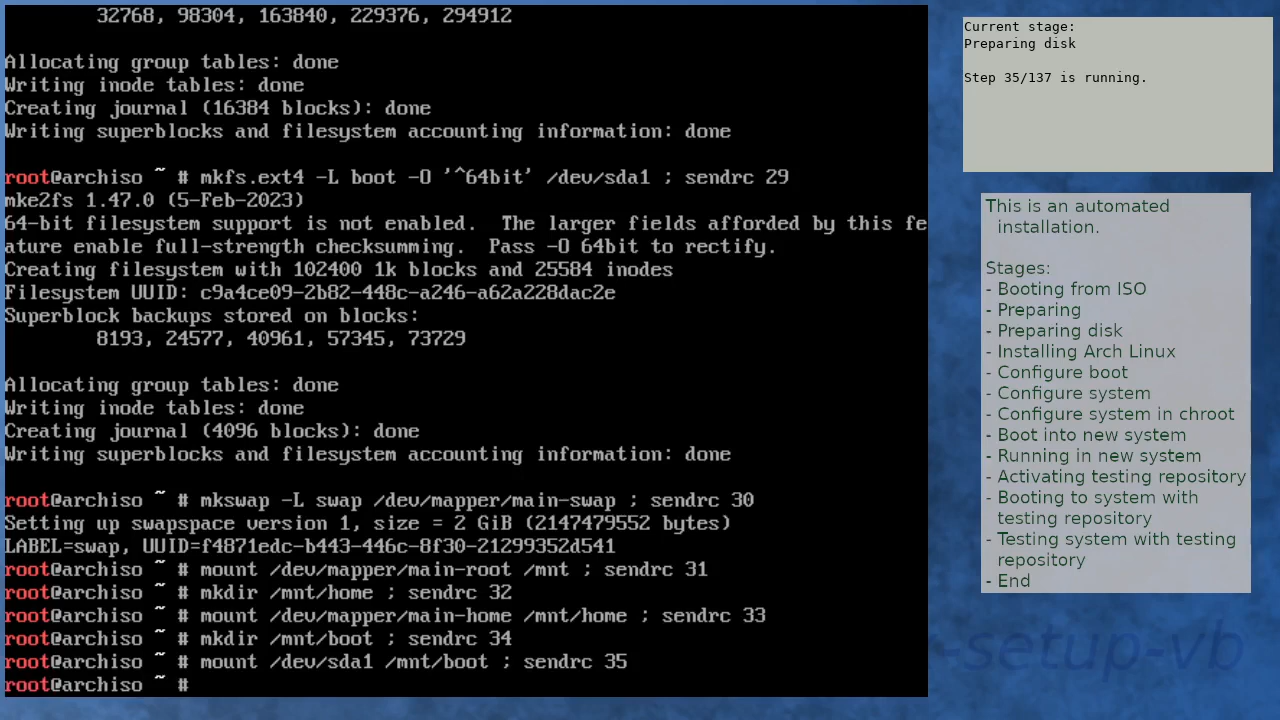 32768, 98304, 163840, 229376, 294912
Allocating group tables: done
Writing inode tables: done
Creating journal (16384 blocks): done
Writing superblocks and filesystem accounting information: done
root@archiso ~ # mkfs.ext4 -L boot -O '^64bit' /dev/sda1 ; sendrc 29
mke2fs 1.47.0 (5-Feb-2023)
64-bit filesystem support is not enabled.  The larger fields afforded by this fe
ature enable full-strength checksumming.  Pass -O 64bit to rectify.
Creating filesystem with 102400 1k blocks and 25584 inodes
Filesystem UUID: c9a4ce09-2b82-448c-a246-a62a228dac2e
Superblock backups stored on blocks:
8193, 24577, 40961, 57345, 73729
Allocating group tables: done
Writing inode tables: done
Creating journal (4096 blocks): done
Writing superblocks and filesystem accounting information: done
root@archiso ~ # mkswap -L swap /dev/mapper/main-swap ; sendrc 30
Setting up swapspace version 1, size = 2 GiB (2147479552 bytes)
LABEL=swap, UUID=f4871edc-b443-446c-8f30-21299352d541
root@archiso ~ # mount /dev/mapper/main-root /mnt ; sendrc 31
root@archiso ~ # mkdir /mnt/home ; sendrc 32
root@archiso ~ # mount /dev/mapper/main-home /mnt/home ; sendrc 33
root@archiso ~ # mkdir /mnt/boot ; sendrc 34
root@archiso ~ # mount /dev/sda1 /mnt/boot ; sendrc 35
root@archiso ~ #
Current stage:
Preparing disk
Step 35/137 is running.
This is an automated
installation.
Stages:
- Booting from ISO
- Preparing
- Preparing disk
- Installing Arch Linux
- Configure boot
- Configure system
- Configure system in chroot
- Boot into new system
- Running in new system
- Activating testing repository
- Booting to system with
testing repository
- Testing system with testing
repository
- End
-setup-vb